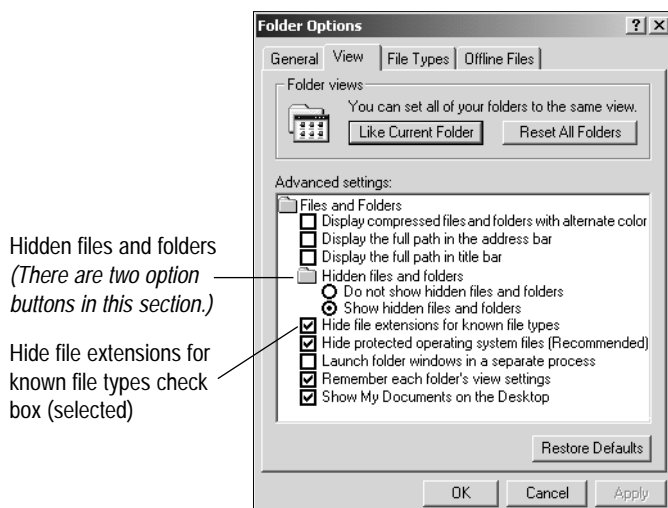 Folder Options
General View File Types Offline Files
Folder views
You can set all of your folders to the same view.
Like Current Folder Reset All Folders
Advanced settings:
Files and Folders
Display compressed files and folders with alternate color
Display the full path in the address bar
Display the full path in title bar
Hidden files and folders
Do not show hidden files and folders
Show hidden files and folders
Hide file extensions for known file types
Hide protected operating system files (Recommended)
Launch folder windows in a separate process
Remember each folder's view settings
Show My Documents on the Desktop
Restore Defaults
OK Cancel Apply
Hidden files and folders
(There are two option
buttons in this section.)
Hide file extensions for
known file types check
box (selected)